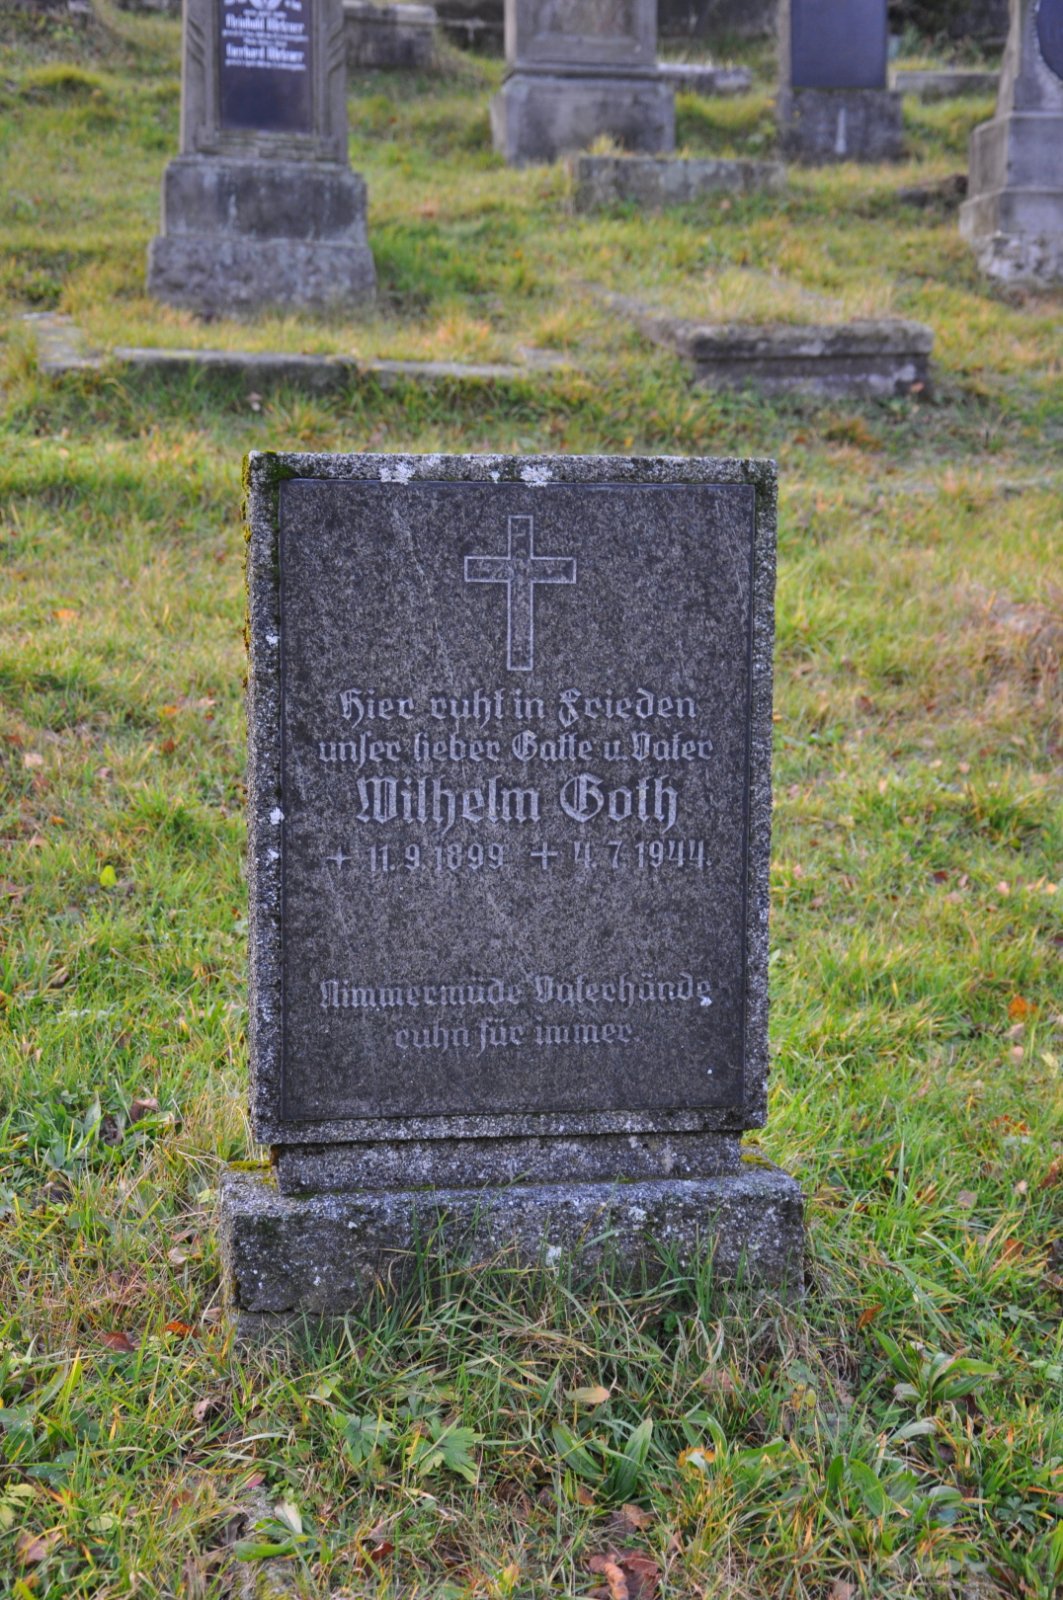 Hier ruht in Frieden
unser lieber Gatte u. Vater
Wilhelm Goth
11. 9. 1899 + 4. 7. 1944.
Nimmermüde Vaterhände
ruhn für immer.